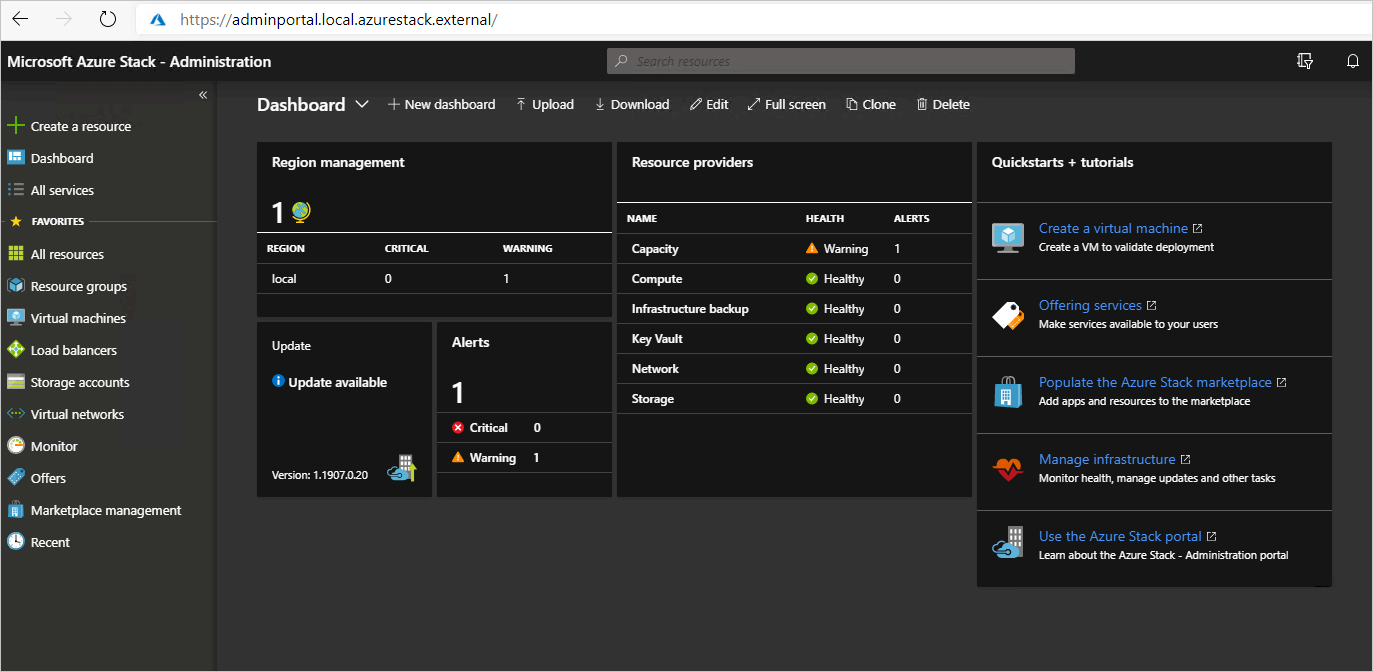 https://adminportal.local.azurestack.external/
Microsoft Azure Stack - Administration
Search resources
«
Create a resource
Dashboard
All services
FAVORITES
All resources
Resource groups
Virtual machines
Load balancers
Storage accounts
Virtual networks
Monitor
Offers
Marketplace management
Recent
Dashboard
New dashboard
Upload
Download
Edit
Full screen
Clone
Delete
Region management
1
REGION CRITICAL WARNING
local 0 1
Update
Update available
Version: 1.1907.0.20
Alerts
1
Critical 0
Warning 1
Resource providers
NAME HEALTH ALERTS
Capacity Warning 1
Compute Healthy 0
Infrastructure backup Healthy 0
Key Vault Healthy 0
Network Healthy 0
Storage Healthy 0
Quickstarts + tutorials
Create a virtual machine
Create a VM to validate deployment
Offering services
Make services available to your users
Populate the Azure Stack marketplace
Add apps and resources to the marketplace
Manage infrastructure
Monitor health, manage updates and other tasks
Use the Azure Stack portal
Learn about the Azure Stack - Administration portal